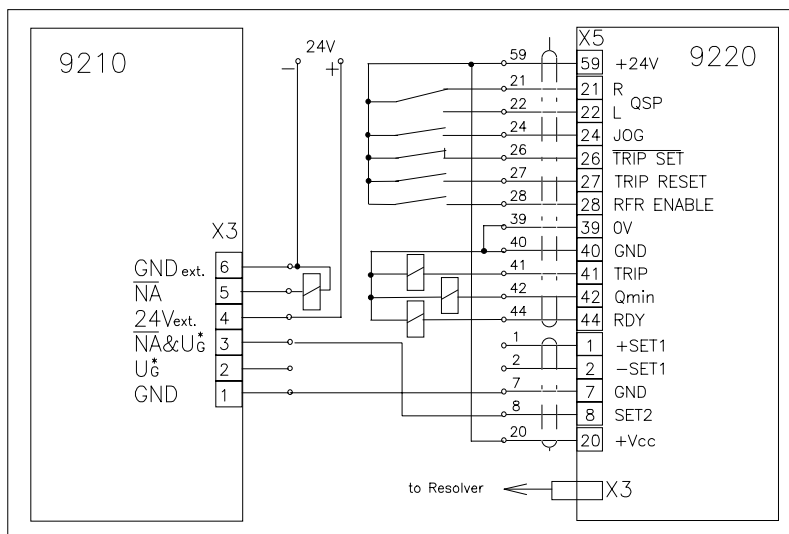 9210
24V
− +
X3
GND ext. 6
NA 5
24Vext. 4
NA&UG* 3
UG* 2
GND 1
X5
9220
59 59 +24V
21 21 R
QSP
22 22 L
24 24 JOG
26 26 TRIP SET
27 27 TRIP RESET
28 28 RFR ENABLE
39 39 0V
40 40 GND
41 41 TRIP
42 42 Qmin
44 44 RDY
1 1 +SET1
2 2 −SET1
7 7 GND
8 8 SET2
20 20 +Vcc
to Resolver
X3